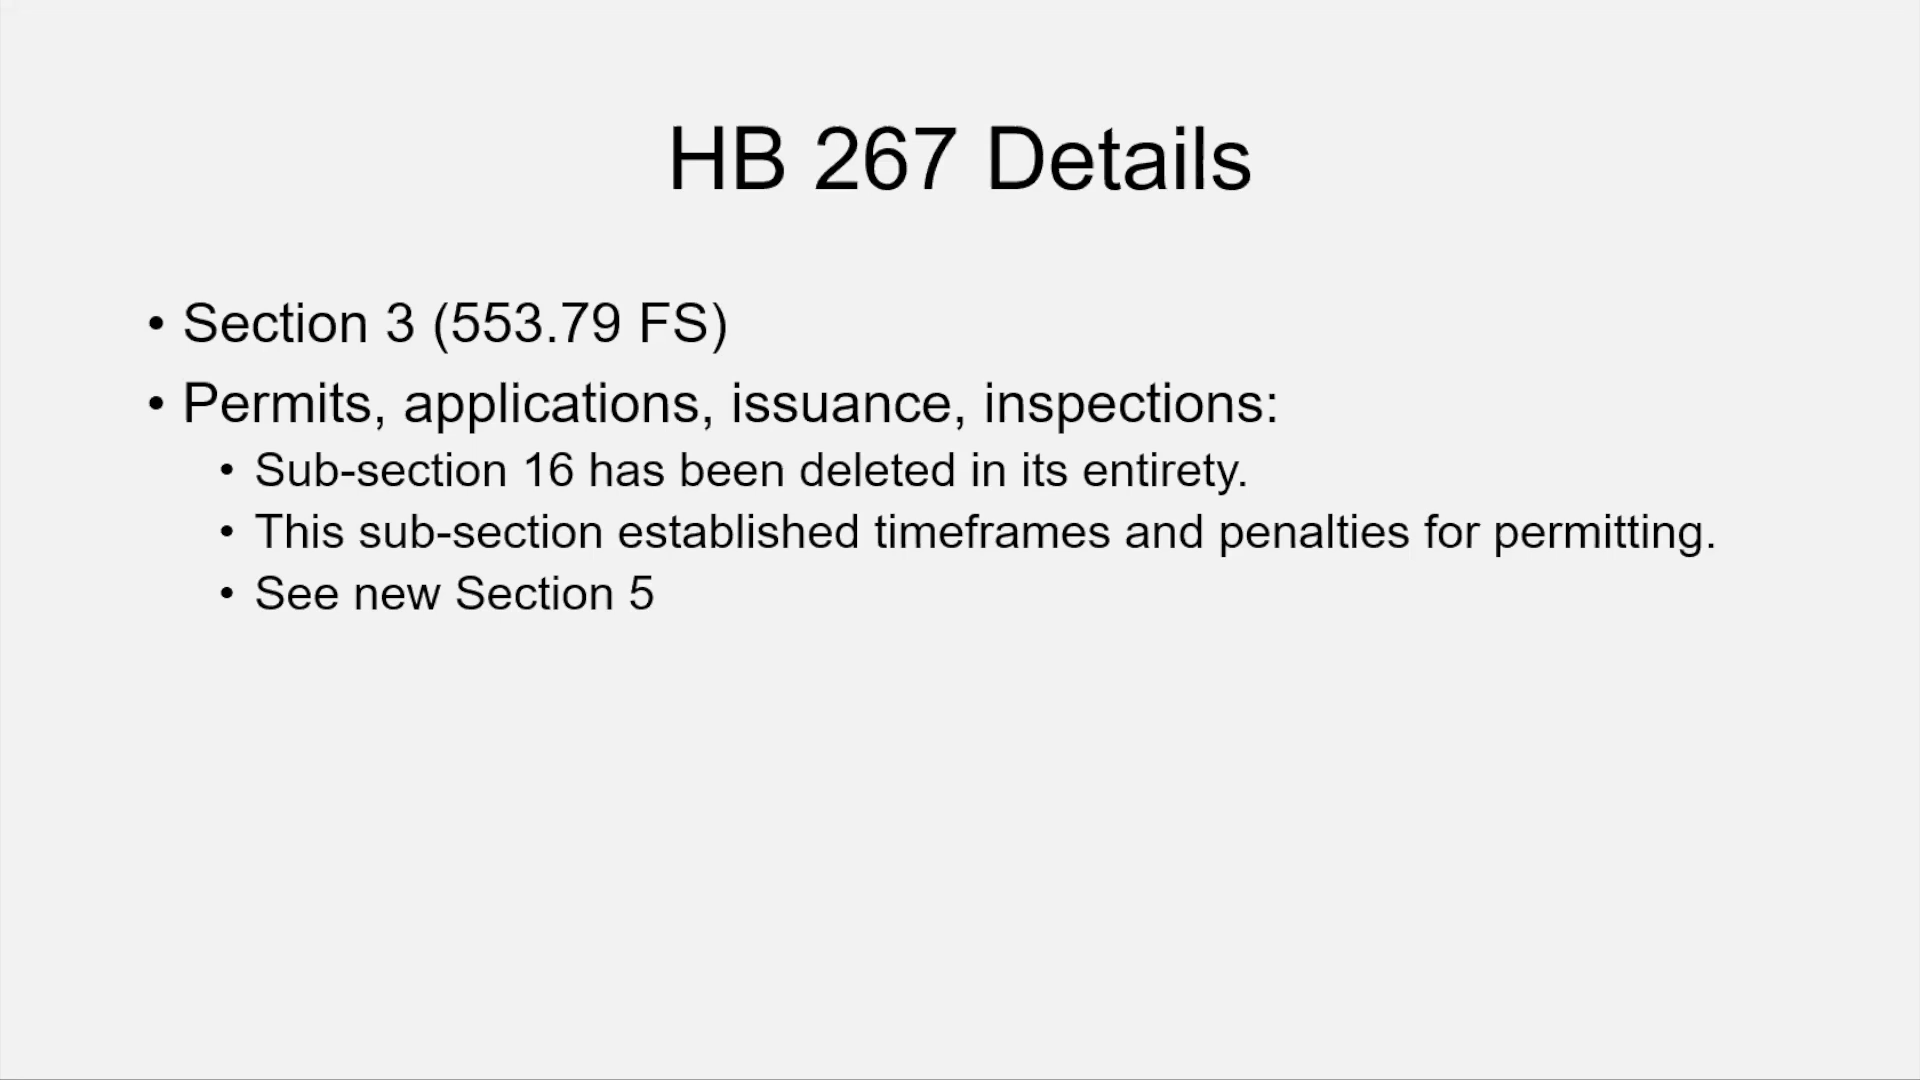 HB 267 Details
• Section 3 (553.79 FS)
• Permits, applications, issuance, inspections:
• Sub-section 16 has been deleted in its entirety.
• This sub-section established timeframes and penalties for permitting.
• See new Section 5